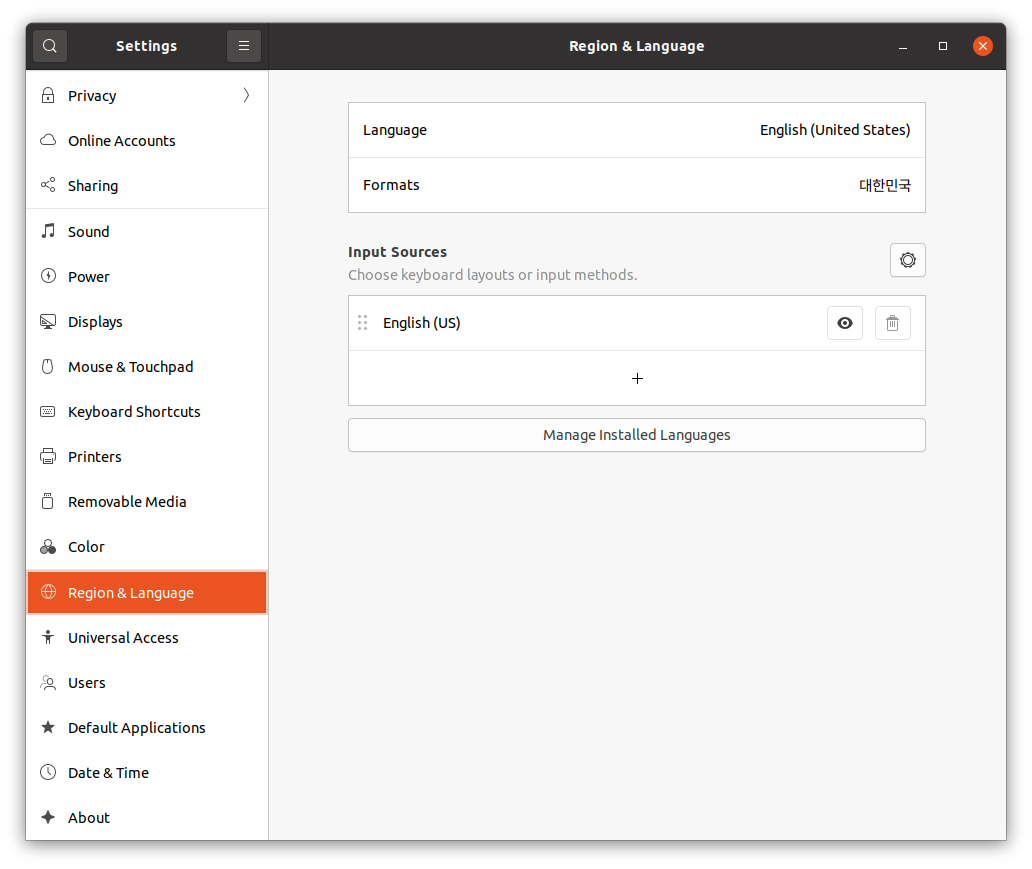 Settings
Region & Language
Privacy
Online Accounts
Sharing
Sound
Power
Displays
Mouse & Touchpad
Keyboard Shortcuts
Printers
Removable Media
Color
Region & Language
Universal Access
Users
Default Applications
Date & Time
About
Language English (United States)
Formats 대한민국
Input Sources
Choose keyboard layouts or input methods.
English (US)
Manage Installed Languages